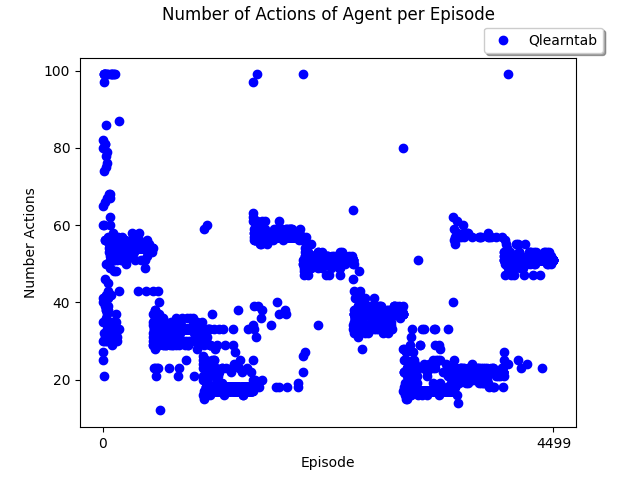 Number of Actions of Agent per Episode
Qlearntab
100
80
60
40
20
Number Actions
0
4499
Episode